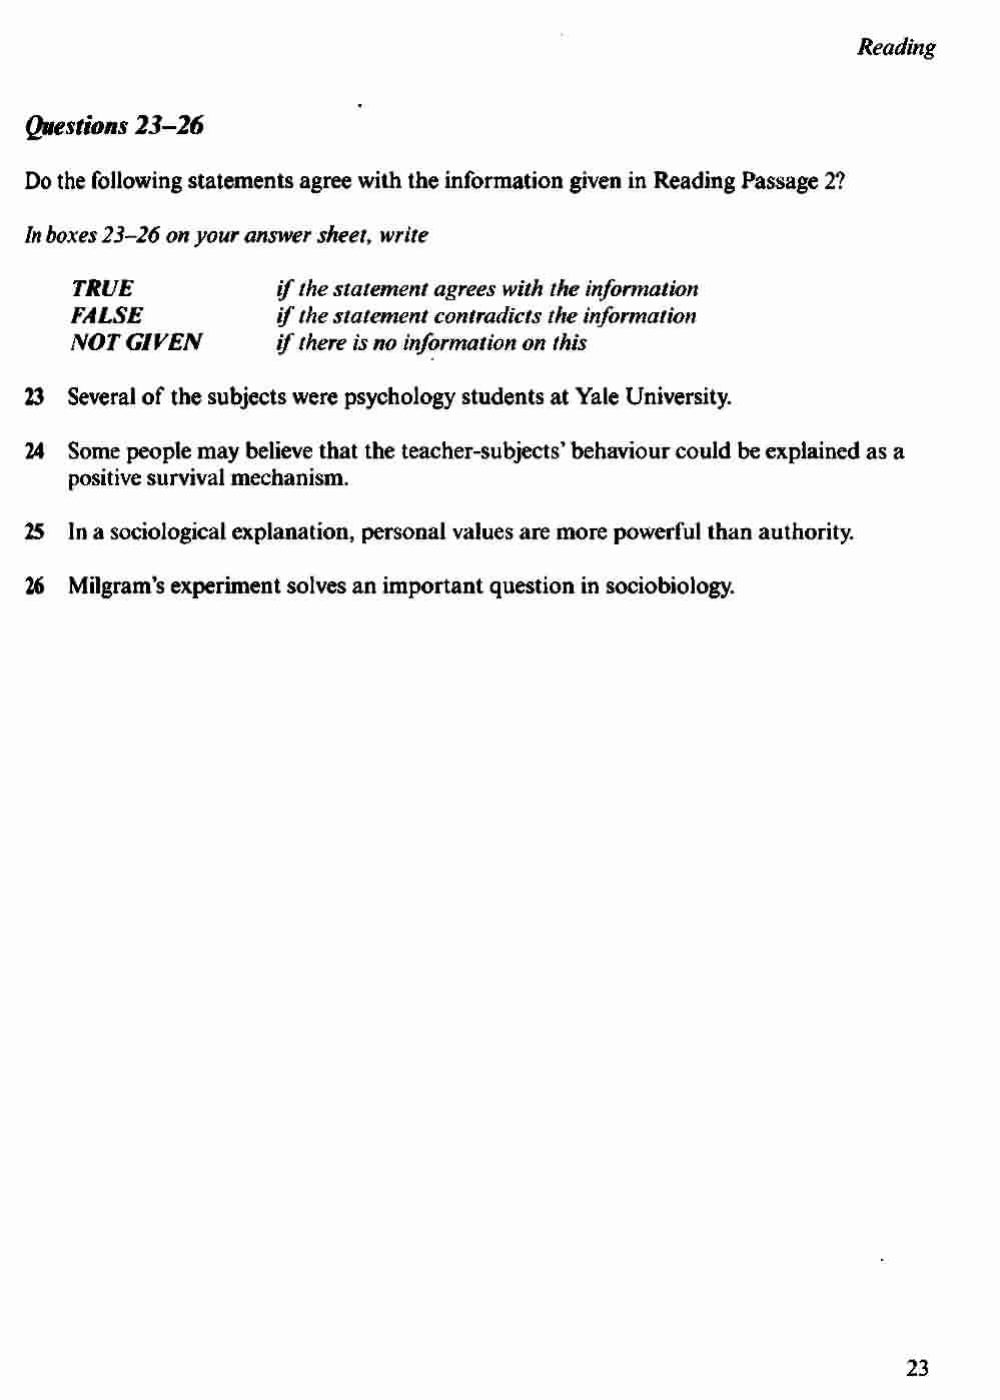 Reading
Questions 23–26
Do the following statements agree with the information given in Reading Passage 2?
In boxes 23–26 on your answer sheet, write
TRUE if the statement agrees with the information
FALSE if the statement contradicts the information
NOT GIVEN if there is no information on this
23 Several of the subjects were psychology students at Yale University.
24 Some people may believe that the teacher-subjects' behaviour could be explained as a
positive survival mechanism.
25 In a sociological explanation, personal values are more powerful than authority.
26 Milgram's experiment solves an important question in sociobiology.
23